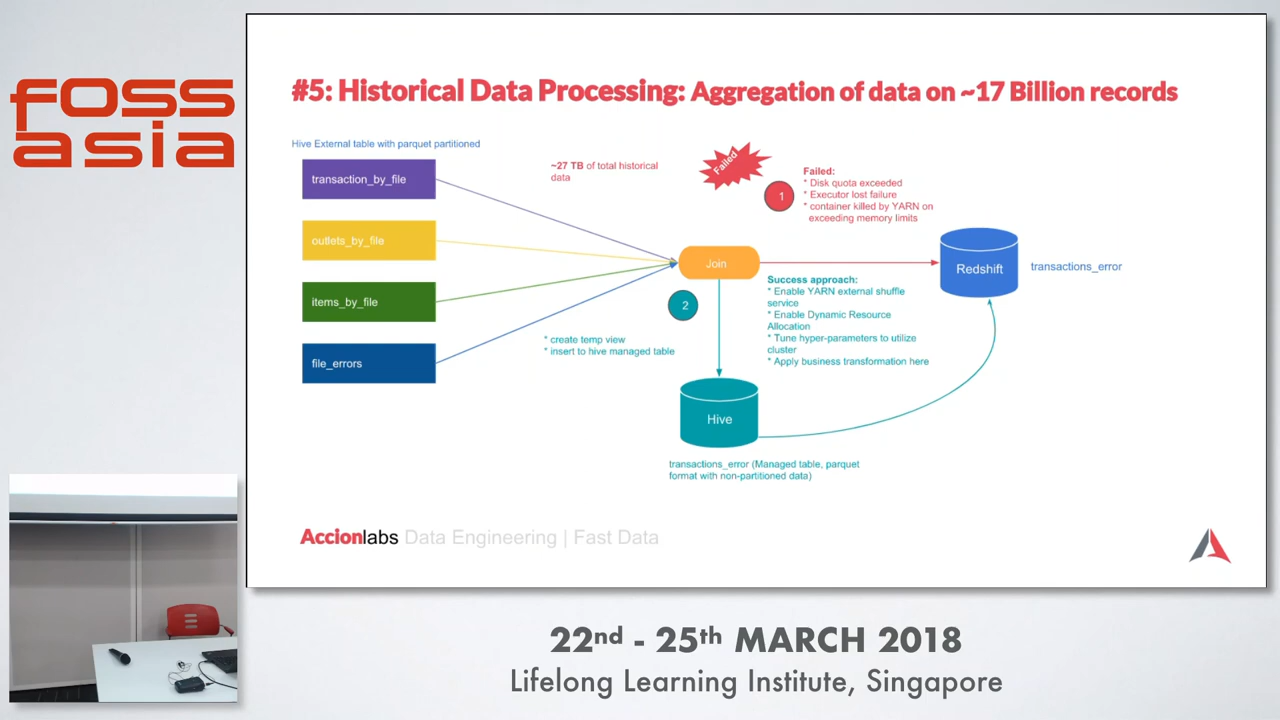 foss
asia
#5: Historical Data Processing: Aggregation of data on ~17 Billion records
Hive External table with parquet partitioned
transaction_by_file
outlets_by_file
items_by_file
file_errors
~27 TB of total historical
data
Failed
1
Failed:
* Disk quota exceeded
* Executor lost failure
* container killed by YARN on
exceeding memory limits
Join
Redshift
transactions_error
2
Success approach:
* Enable YARN external shuffle
service
* Enable Dynamic Resource
Allocation
* Tune hyper-parameters to utilize
cluster
* Apply business transformation here
* create temp view
* insert to hive managed table
Hive
transactions_error (Managed table, parquet
format with non-partitioned data)
Accionlabs Data Engineering | Fast Data
22nd - 25th MARCH 2018
Lifelong Learning Institute, Singapore